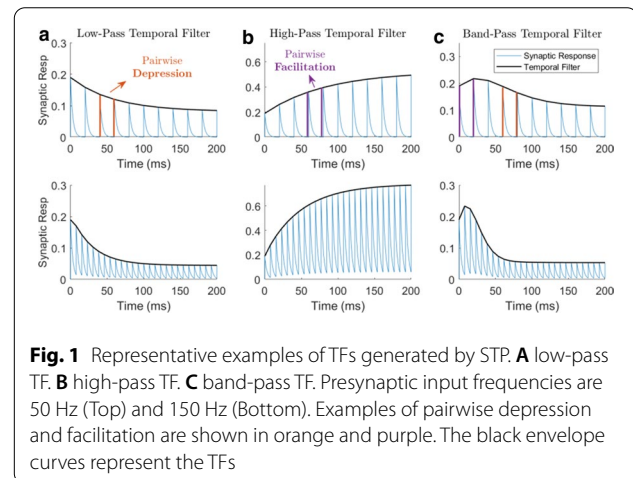 a
Low-Pass Temporal Filter
b
High-Pass Temporal Filter
c
Band-Pass Temporal Filter
Synaptic Resp
0.3
0.2
0.1
0
Pairwise
Depression
0 50 100 150 200
Time (ms)
0.6
0.4
0.2
0
Pairwise
Facilitation
0 50 100 150 200
Time (ms)
0.3
0.2
0.1
0
Synaptic Response
Temporal Filter
0 50 100 150 200
Time (ms)
Synaptic Resp
0.3
0.2
0.1
0
0 50 100 150 200
Time (ms)
0.6
0.4
0.2
0
0 50 100 150 200
Time (ms)
0.3
0.2
0.1
0
0 50 100 150 200
Time (ms)
Fig. 1 Representative examples of TFs generated by STP. A low-pass
TF. B high-pass TF. C band-pass TF. Presynaptic input frequencies are
50 Hz (Top) and 150 Hz (Bottom). Examples of pairwise depression
and facilitation are shown in orange and purple. The black envelope
curves represent the TFs